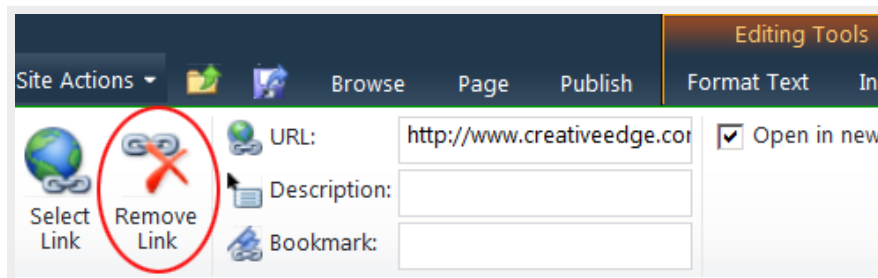 Editing Tools
Site Actions Browse Page Publish Format Text
Select Link
Remove Link
URL: http://www.creativeedge.co
Description:
Bookmark:
Open in new